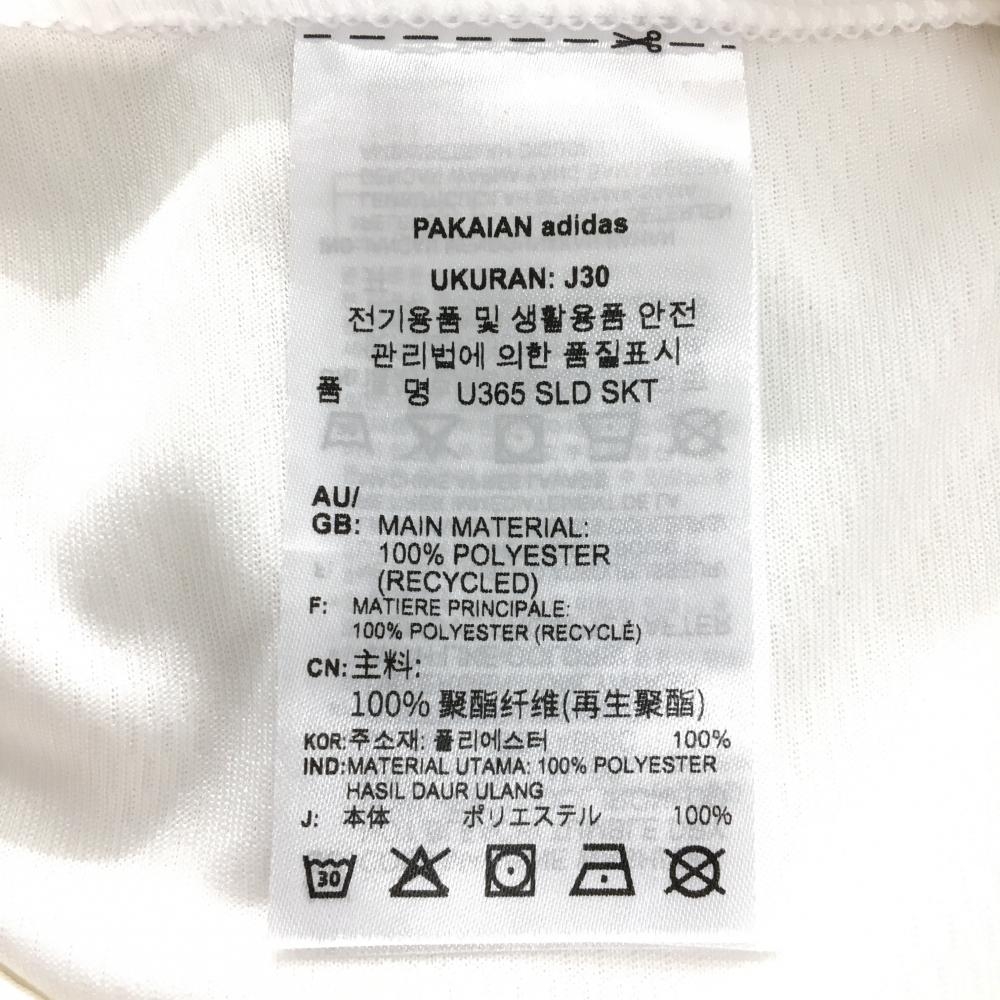 PAKAIAN adidas
UKURAN: J30
전기용품 및 생활용품 안전
관리법에 의한 품질표시
품 명 U365 SLD SKT
AU/
GB: MAIN MATERIAL:
100% POLYESTER
(RECYCLED)
F: MATIERE PRINCIPALE:
100% POLYESTER (RECYCLÉ)
CN: 主料:
100% 聚酯纤维(再生聚酯)
KOR: 주소재: 폴리에스터 100%
IND: MATERIAL UTAMA: 100% POLYESTER
HASIL DAUR ULANG
J: 本体 ポリエステル 100%
30